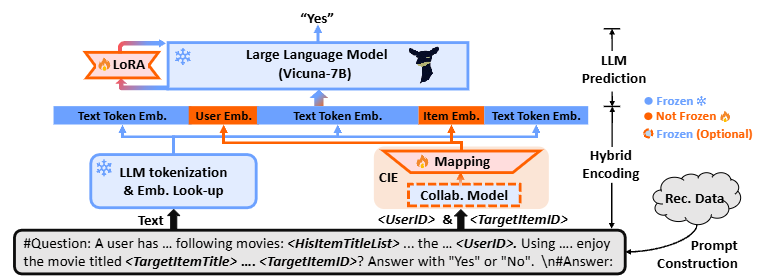 "Yes"
LoRA
Large Language Model
(Vicuna-7B)
LLM
Prediction
Text Token Emb.
User Emb.
Text Token Emb.
Item Emb.
Text Token Emb.
Frozen
Not Frozen
Frozen (Optional)
LLM tokenization
& Emb. Look-up
CIE
Mapping
Collab. Model
Hybrid
Encoding
Text
<UserID> & <TargetItemID>
Rec. Data
Prompt
Construction
#Question: A user has ... following movies: <HisItemTitleList> ... the ... <UserID>. Using .... enjoy
the movie titled <TargetItemTitle> .... <TargetItemID>? Answer with "Yes" or "No". \n#Answer: